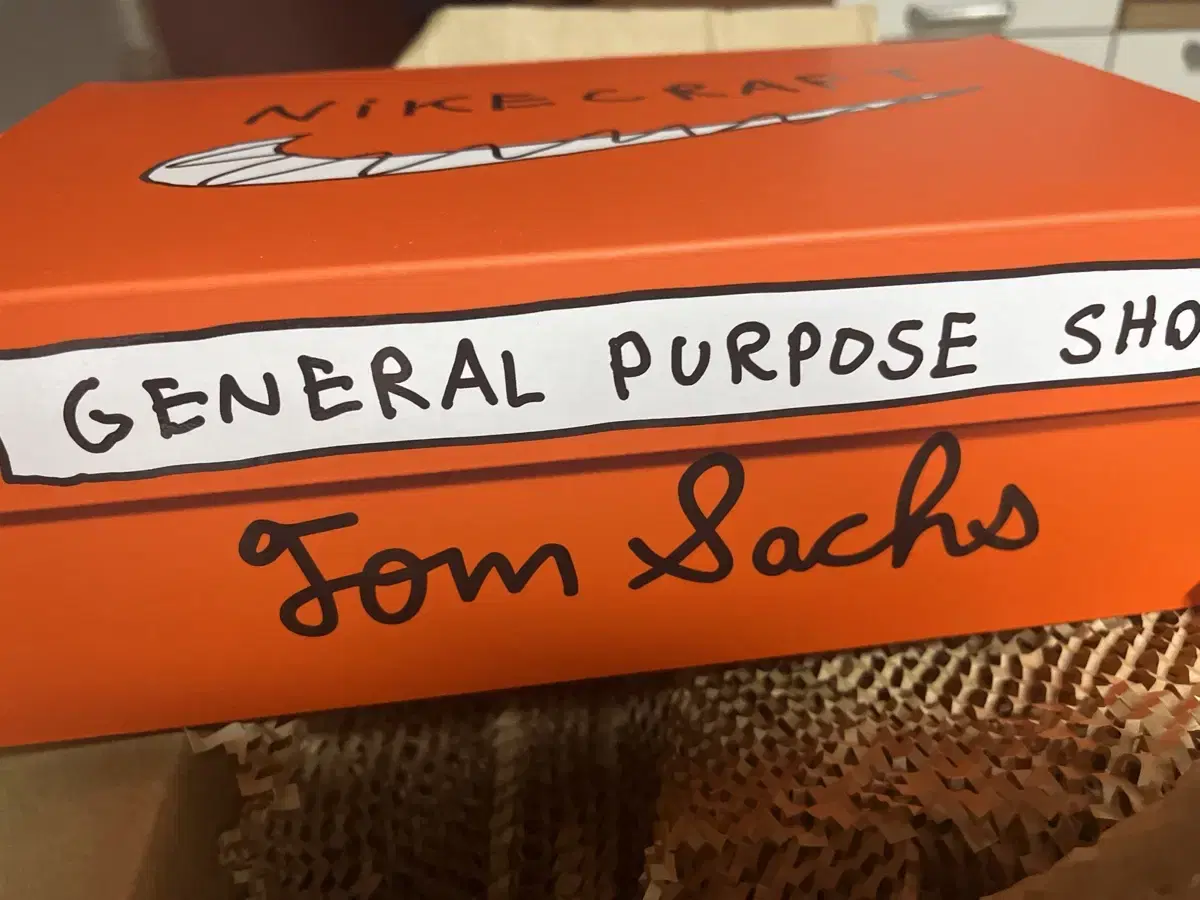 NiKECRAFT
GENERAL PURPOSE SHO
Tom Sachs